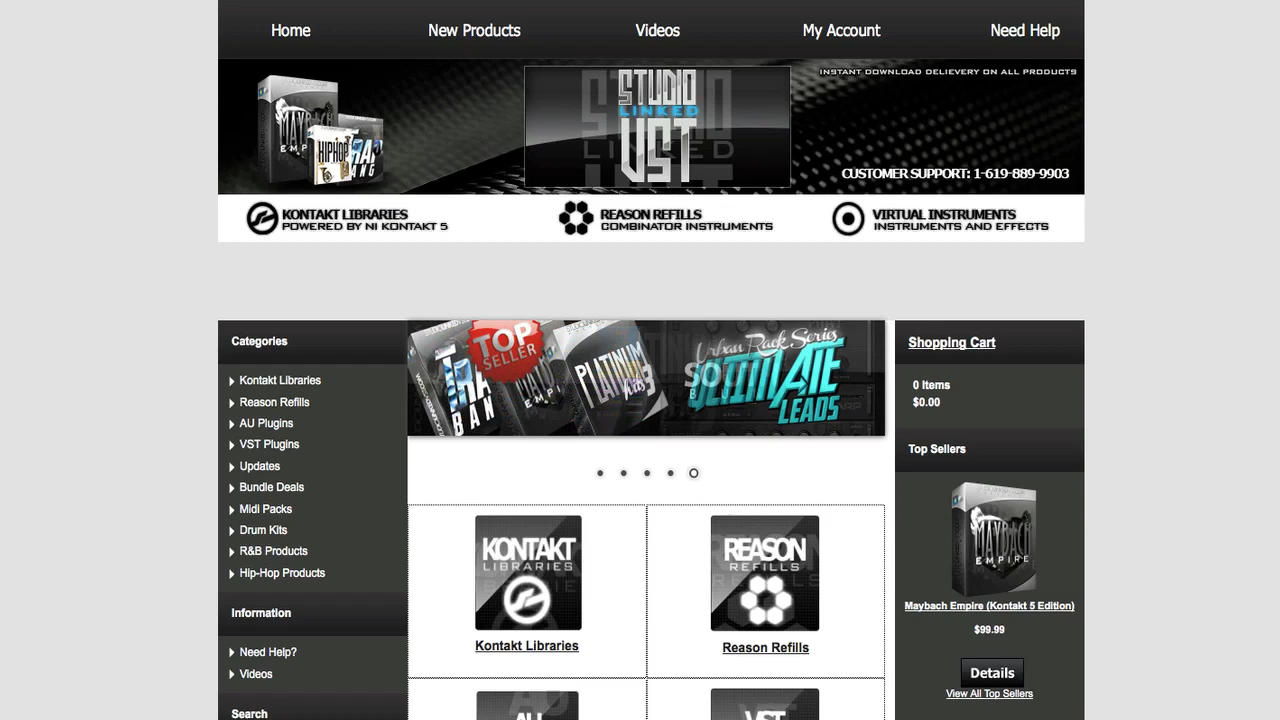 Home
New Products
Videos
My Account
Need Help
INSTANT DOWNLOAD DELIEVERY ON ALL PRODUCTS
STUDIO
LINKED
VST
MAYBACH
EMPI
HIPHOP
CUSTOMER SUPPORT: 1-619-889-9903
KONTAKT LIBRARIES
POWERED BY NI KONTAKT 5
REASON REFILLS
COMBINATOR INSTRUMENTS
VIRTUAL INSTRUMENTS
INSTRUMENTS AND EFFECTS
Categories
Kontakt Libraries
Reason Refills
AU Plugins
VST Plugins
Updates
Bundle Deals
Midi Packs
Drum Kits
R&B Products
Hip-Hop Products
Information
Need Help?
Videos
Search
TOP
SELLER
PLATINUM
Urban Rack Series
ULTIMATE
LEADS
KONTAKT
LIBRARIES
Kontakt Libraries
REASON
REFILLS
Reason Refills
AU
VST
Shopping Cart
0 Items
$0.00
Top Sellers
MAYBACH
EMPIRE
Maybach Empire (Kontakt 5 Edition)
$99.99
Details
View All Top Sellers